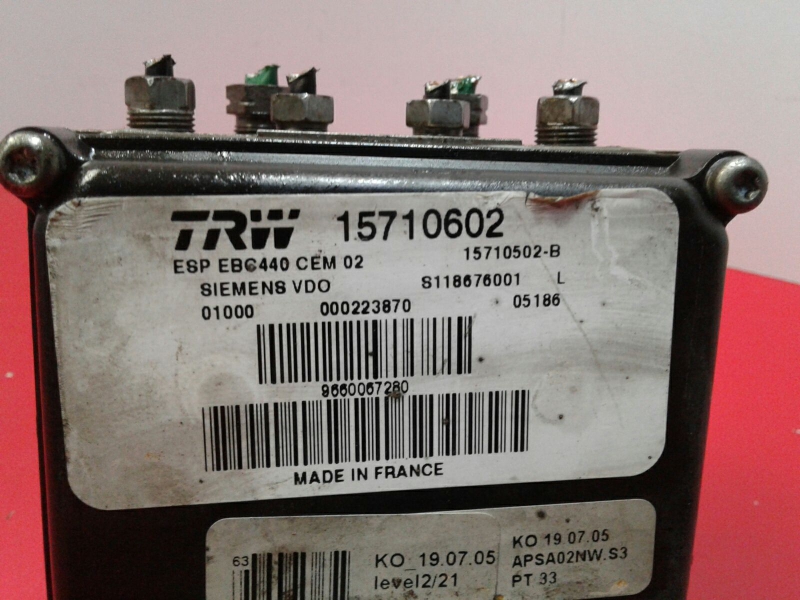 TRW 15710602
ESP EBC440 CEM 02 15710502-B
SIEMENS VDO S118676001 L
01000 000223870 05186
9660067280
MADE IN FRANCE
63
KO_19.07.05
level2/21
KO 19.07.05
APSA02NW.S3
PT 33